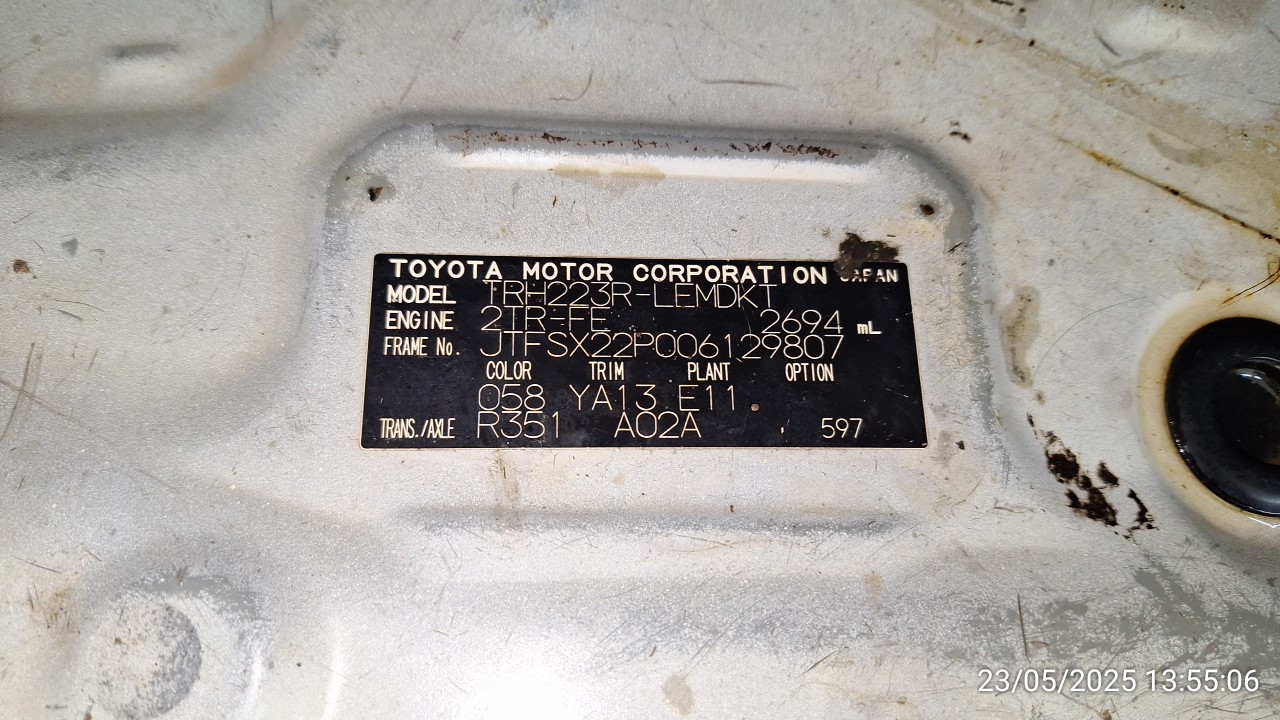 TOYOTA MOTOR CORPORATION JAPAN
MODEL TRH223R-LEMDKT
ENGINE 2TR-FE 2694 mL
FRAME No. JTFSX22P006129807
COLOR TRIM PLANT OPTION
058 YA13 E11
TRANS./AXLE R351 A02A 597
23/05/2025 13:55:06